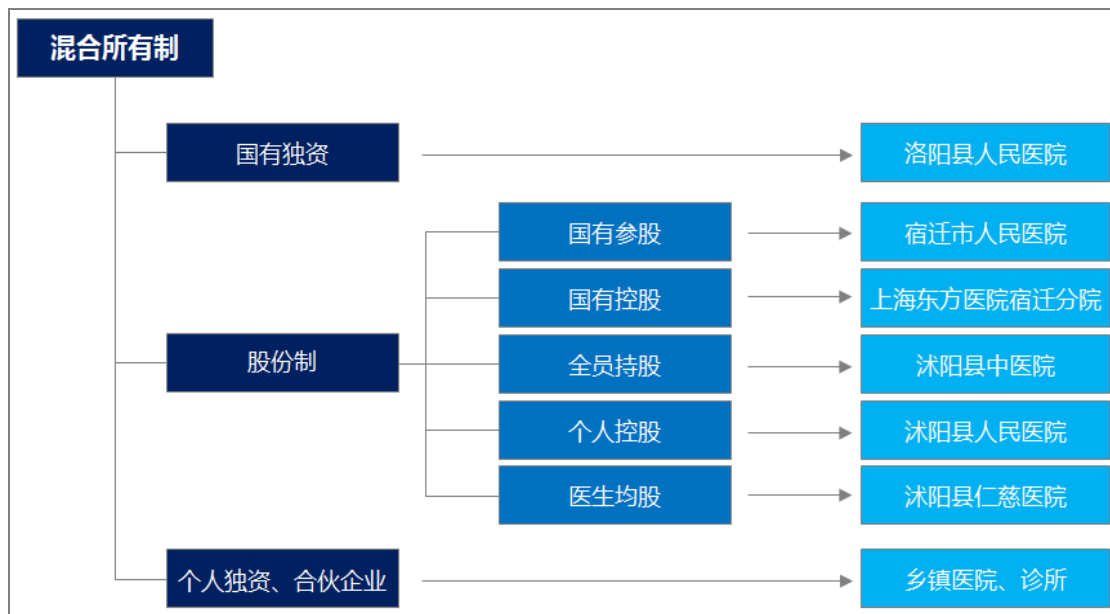 混合所有制
国有独资
洛阳县人民医院
国有参股
宿迁市人民医院
国有控股
上海东方医院宿迁分院
股份制
全员持股
沭阳县中医院
个人控股
沭阳县人民医院
医生均股
沭阳县仁慈医院
个人独资、合伙企业
乡镇医院、诊所